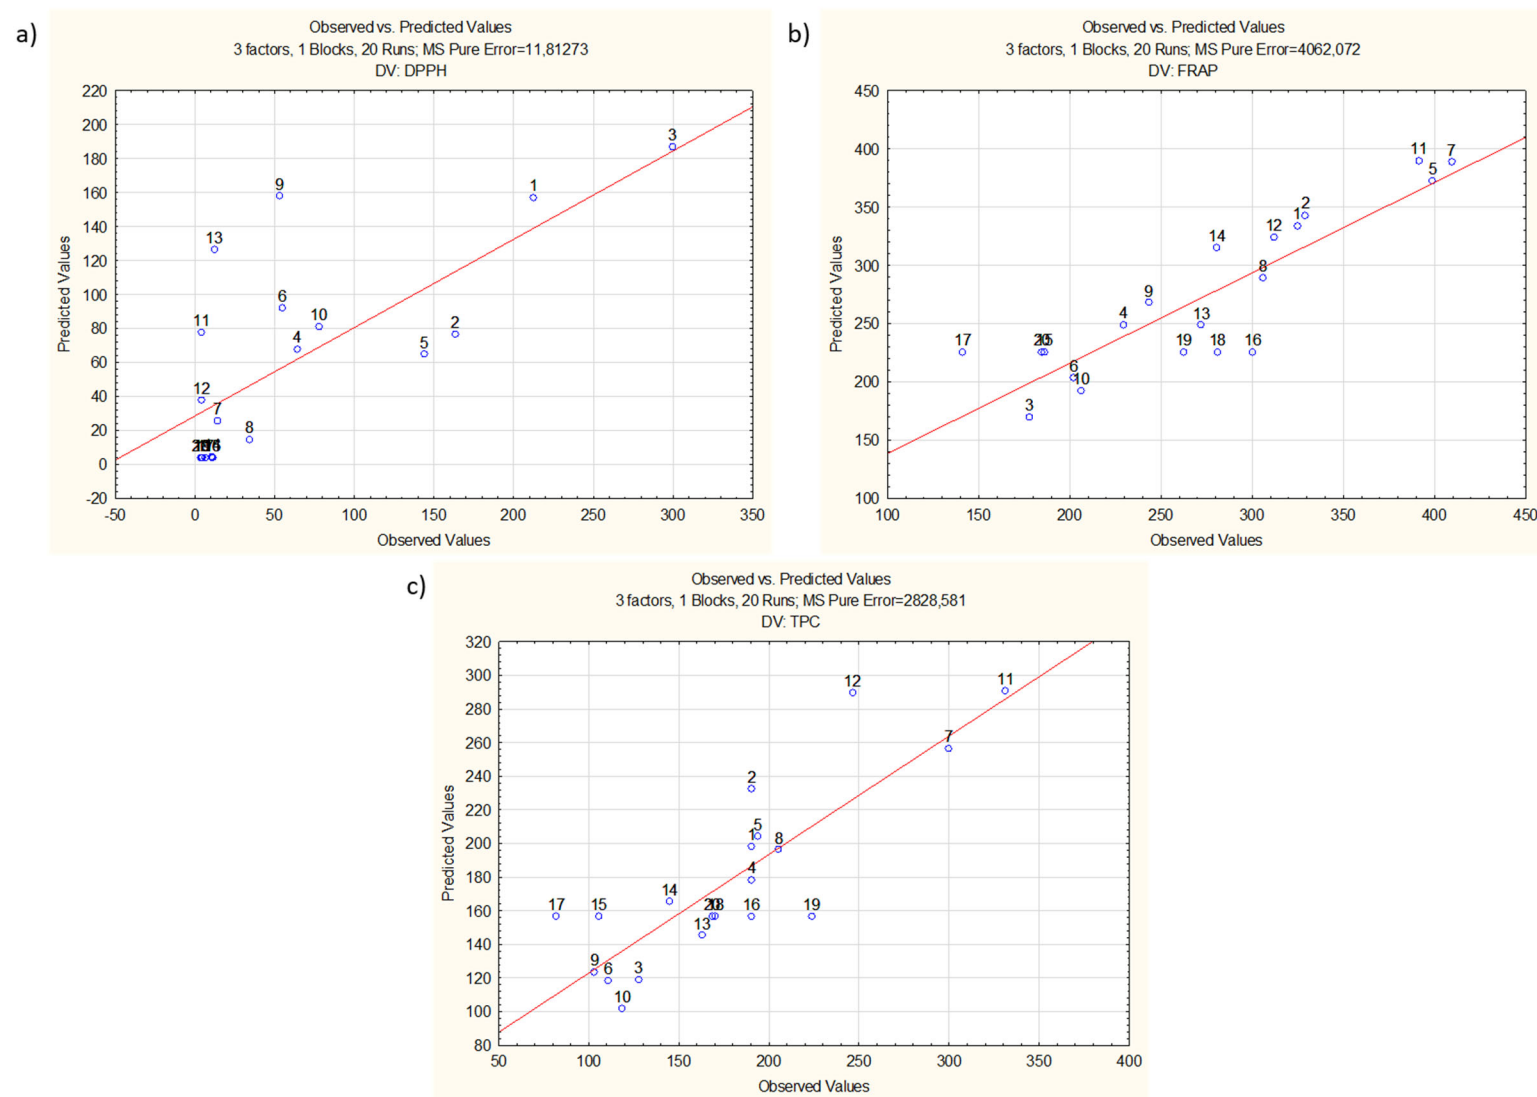 a)
Observed vs. Predicted Values
3 factors, 1 Blocks, 20 Runs; MS Pure Error=11,81273
DV: DPPH
220
200
180
160
140
120
100
80
60
40
20
0
-20
Predicted Values
3
1
9
13
6
10
11
2
4
5
12
7
8
-50 0 50 100 150 200 250 300 350
Observed Values
b)
Observed vs. Predicted Values
3 factors, 1 Blocks, 20 Runs; MS Pure Error=4062,072
DV: FRAP
450
400
350
300
250
200
150
100
Predicted Values
11 7
5
2
1
12
14
8
9
4 13
17 20 15 19 18 16
6
10
3
100 150 200 250 300 350 400 450
Observed Values
c)
Observed vs. Predicted Values
3 factors, 1 Blocks, 20 Runs; MS Pure Error=2828,581
DV: TPC
320
300
280
260
240
220
200
180
160
140
120
100
80
Predicted Values
12 11
7
2
5
1 8
4
14
17 15 20 18 16 19
13
9 6 3
10
50 100 150 200 250 300 350 400
Observed Values